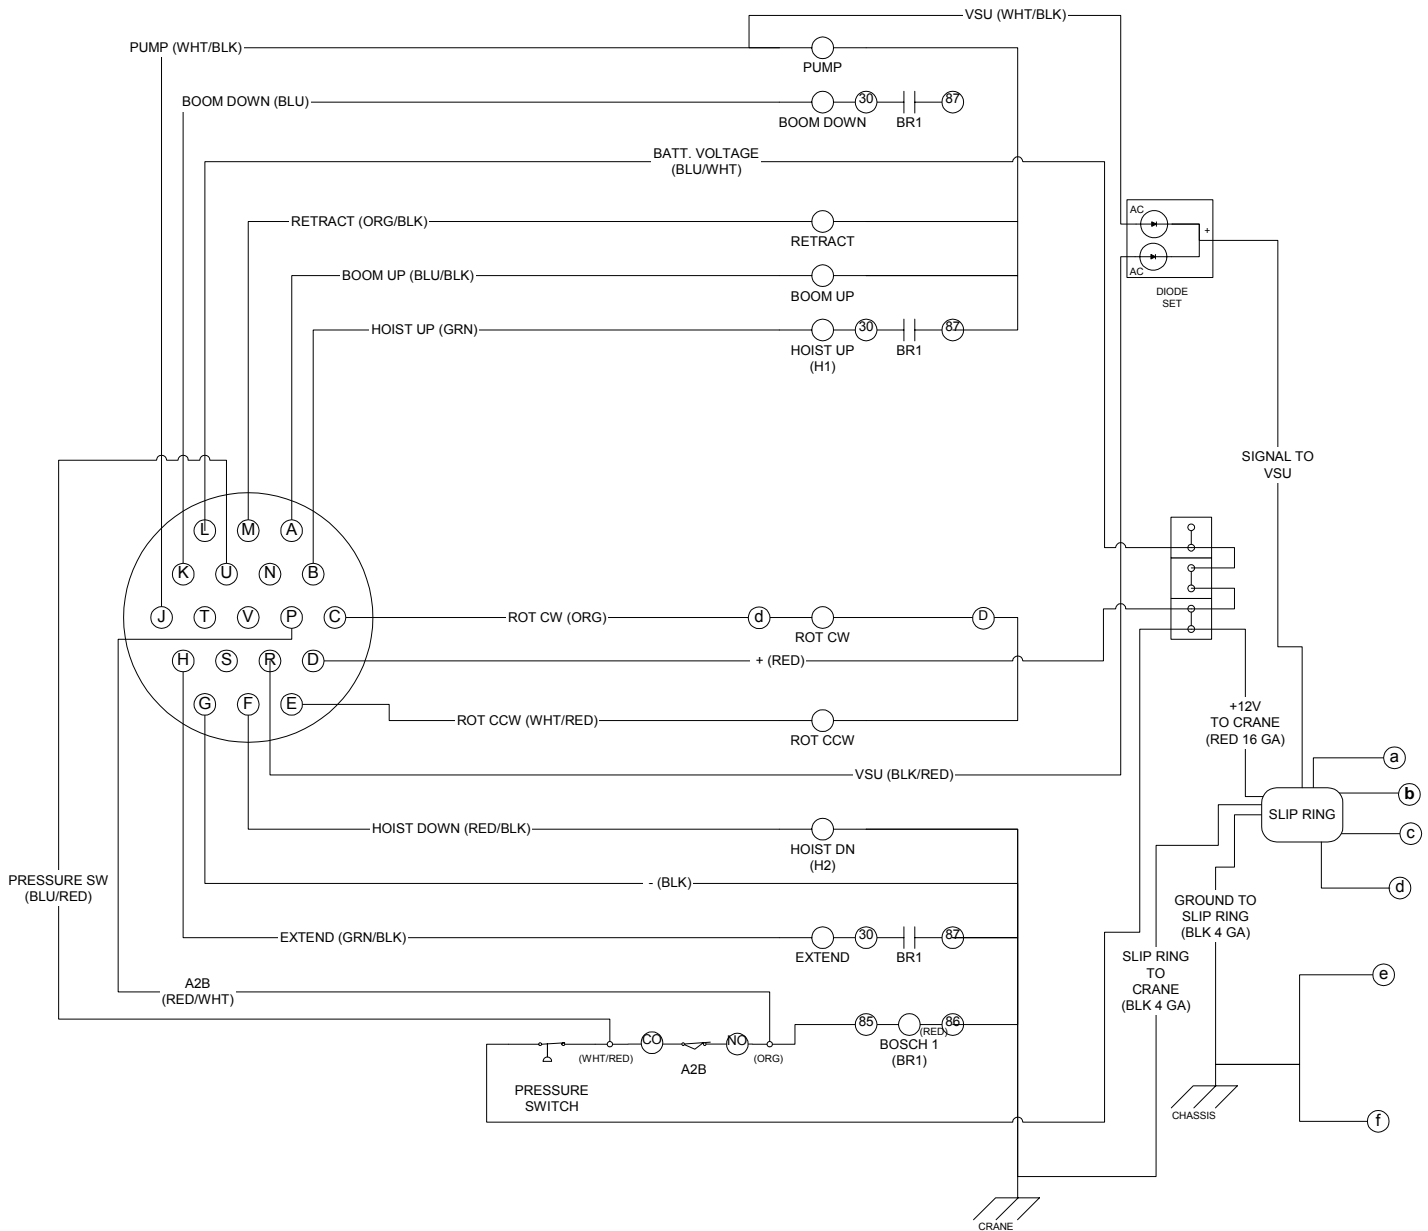 VSU (WHT/BLK)
PUMP (WHT/BLK)
PUMP
BOOM DOWN (BLU)
30
87
BOOM DOWN
BR1
BATT. VOLTAGE
(BLU/WHT)
RETRACT (ORG/BLK)
RETRACT
AC
+
AC
DIODE
SET
BOOM UP (BLU/BLK)
BOOM UP
HOIST UP (GRN)
30
87
HOIST UP
(H1)
BR1
SIGNAL TO
VSU
L
M
A
K
U
N
B
J
T
V
P
C
ROT CW (ORG)
d
ROT CW
D
H
S
R
D
+ (RED)
G
F
E
ROT CCW (WHT/RED)
ROT CCW
+12V
TO CRANE
(RED 16 GA)
VSU (BLK/RED)
a
b
SLIP RING
c
d
HOIST DOWN (RED/BLK)
HOIST DN
(H2)
- (BLK)
PRESSURE SW
(BLU/RED)
GROUND TO
SLIP RING
(BLK 4 GA)
EXTEND (GRN/BLK)
30
87
EXTEND
BR1
SLIP RING
TO
CRANE
(BLK 4 GA)
e
A2B
(RED/WHT)
85
86
(RED)
BOSCH 1
(BR1)
CO
NO
(WHT/RED)
(ORG)
A2B
PRESSURE
SWITCH
CHASSIS
f
CRANE